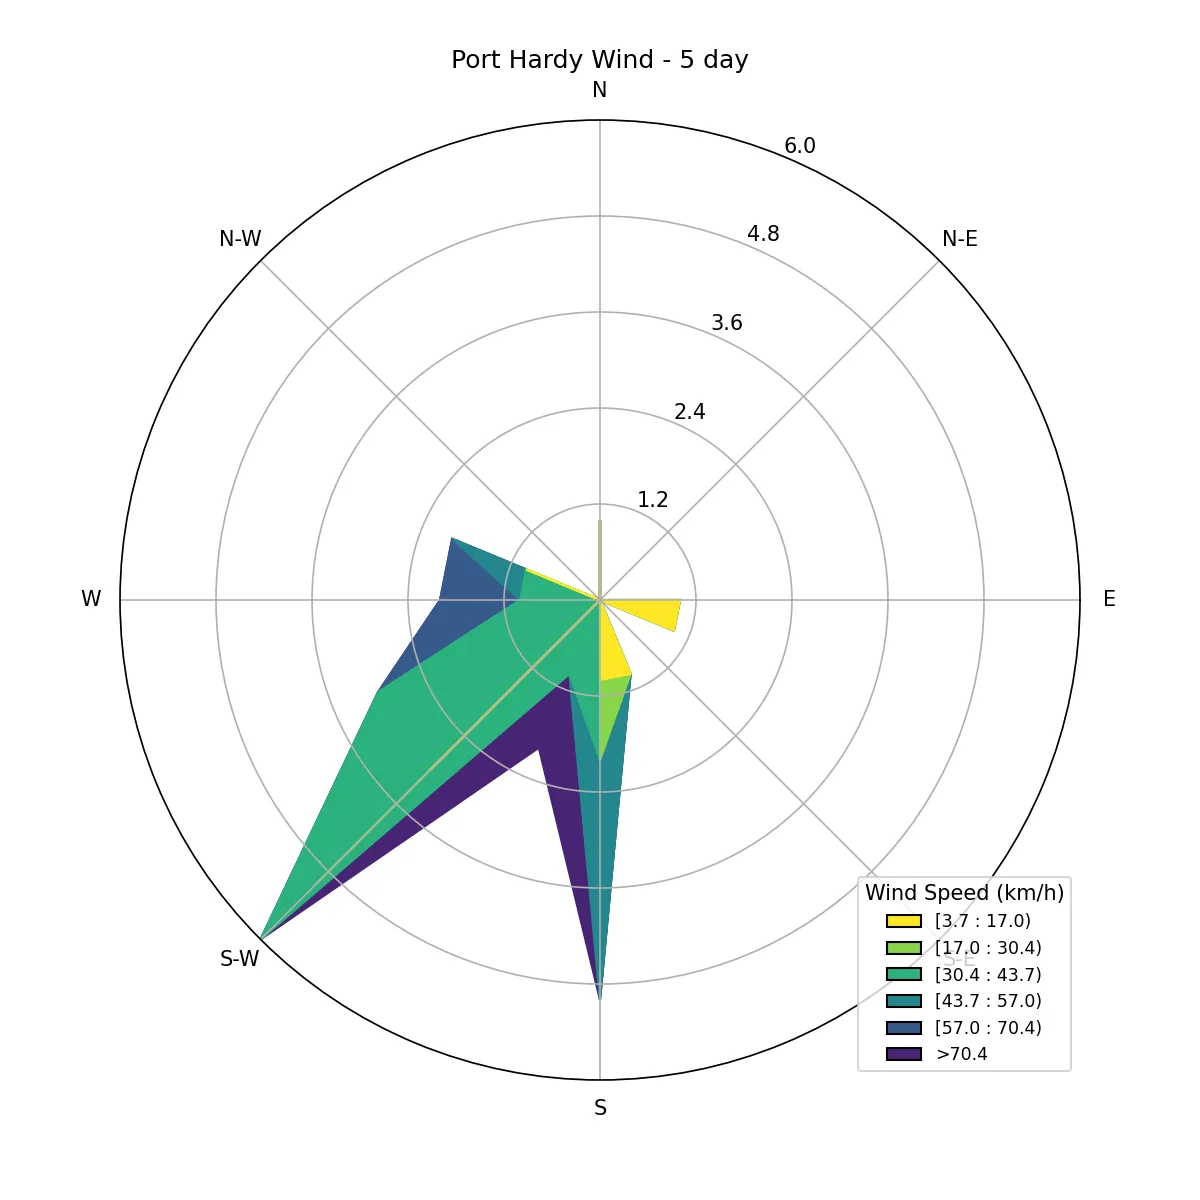 Port Hardy Wind - 5 day
N
6.0
N-W
N-E
4.8
3.6
2.4
1.2
W
E
S-W
S-E
S
Wind Speed (km/h)
[3.7 : 17.0)
[17.0 : 30.4)
[30.4 : 43.7)
[43.7 : 57.0)
[57.0 : 70.4)
>70.4